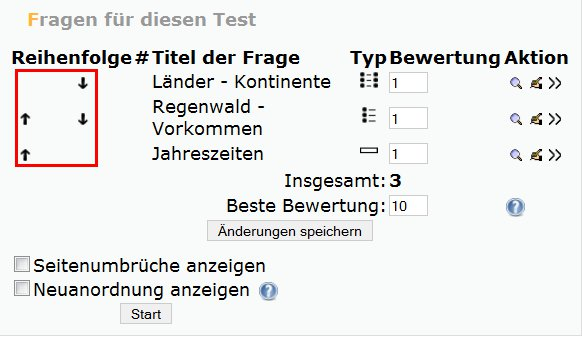 Fragen für diesen Test
Reihenfolge # Titel der Frage Typ Bewertung Aktion
Länder - Kontinente 1
Regenwald -
Vorkommen 1
Jahreszeiten 1
Insgesamt: 3
Beste Bewertung: 10
Änderungen speichern
Seitenumbrüche anzeigen
Neuanordnung anzeigen
Start